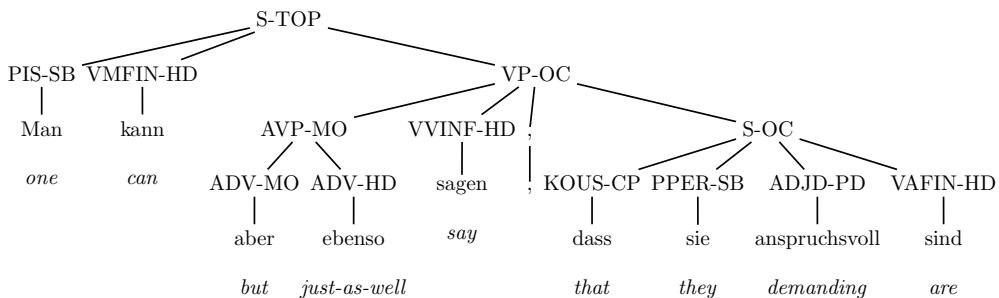 S-TOP
PIS-SB VMFIN-HD VP-OC
Man kann AVP-MO VVINF-HD , S-OC
one can ADV-MO ADV-HD sagen , KOUS-CP PPER-SB ADJD-PD VAFIN-HD
aber ebenso say dass sie anspruchsvoll sind
but just-as-well that they demanding are